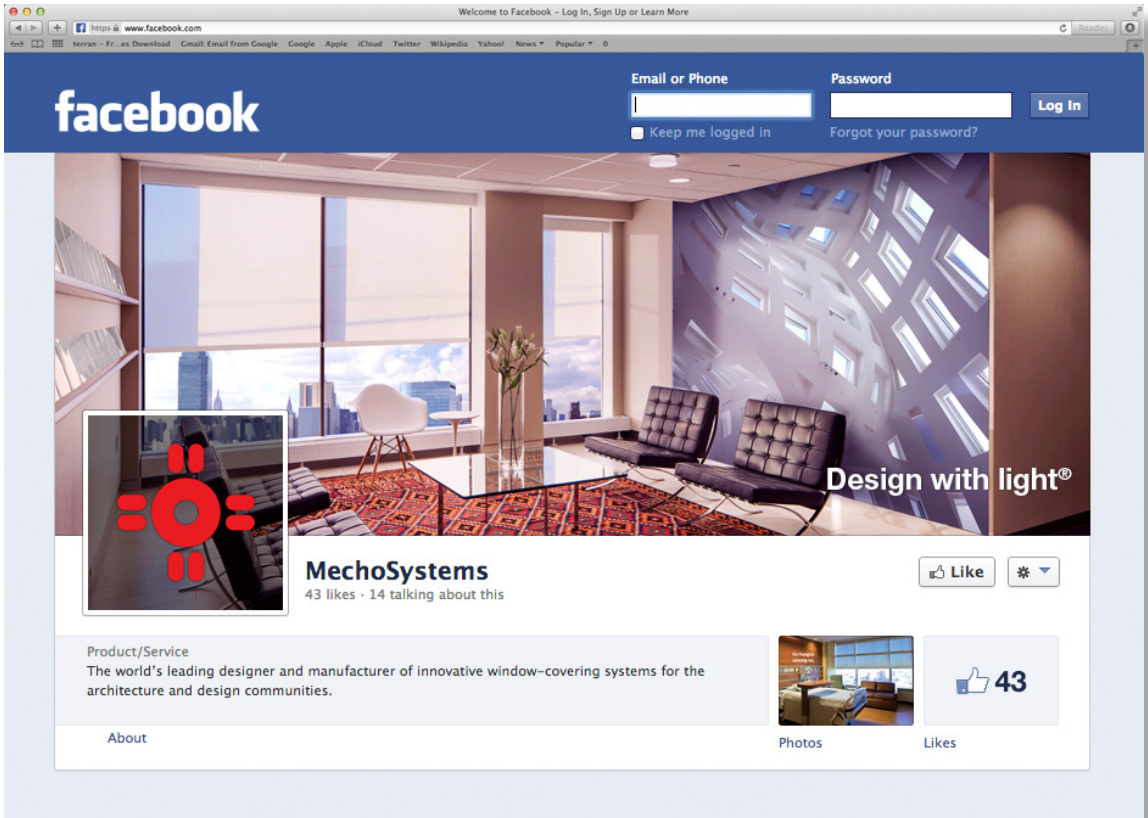 Welcome to Facebook – Log In, Sign Up or Learn More
https www.facebook.com
Reader
terran – Fr...es Download Gmail: Email from Google Google Apple iCloud Twitter Wikipedia Yahoo! News Popular 0
Email or Phone Password
facebook
Log In
Keep me logged in Forgot your password?
Design with light®
MechoSystems
Like
43 likes · 14 talking about this
Product/Service
The world's leading designer and manufacturer of innovative window-covering systems for the
architecture and design communities.
43
About
Photos Likes